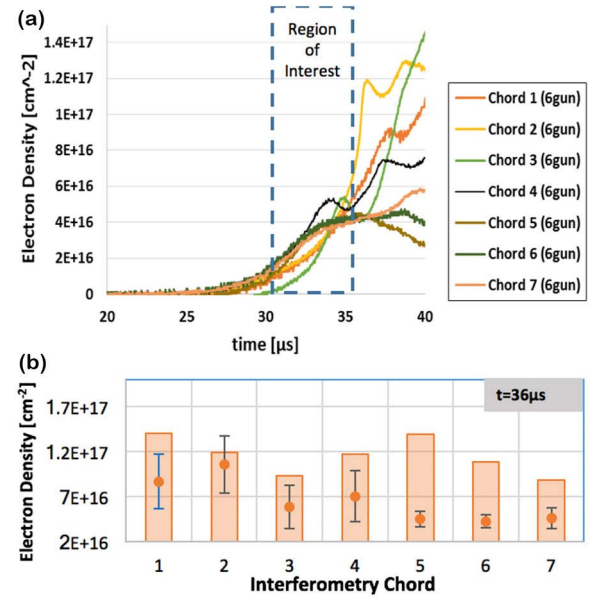 (a)
Region
of
Interest
Electron Density [cm^-2]
1.4E+17
1.2E+17
1E+17
8E+16
6E+16
4E+16
2E+16
0
20 25 30 35 40
time [µs]
Chord 1 (6gun)
Chord 2 (6gun)
Chord 3 (6gun)
Chord 4 (6gun)
Chord 5 (6gun)
Chord 6 (6gun)
Chord 7 (6gun)
(b)
Electron Density [cm-2]
t=36µs
1.7E+17
1.2E+17
7E+16
2E+16
1 2 3 4 5 6 7
Interferometry Chord